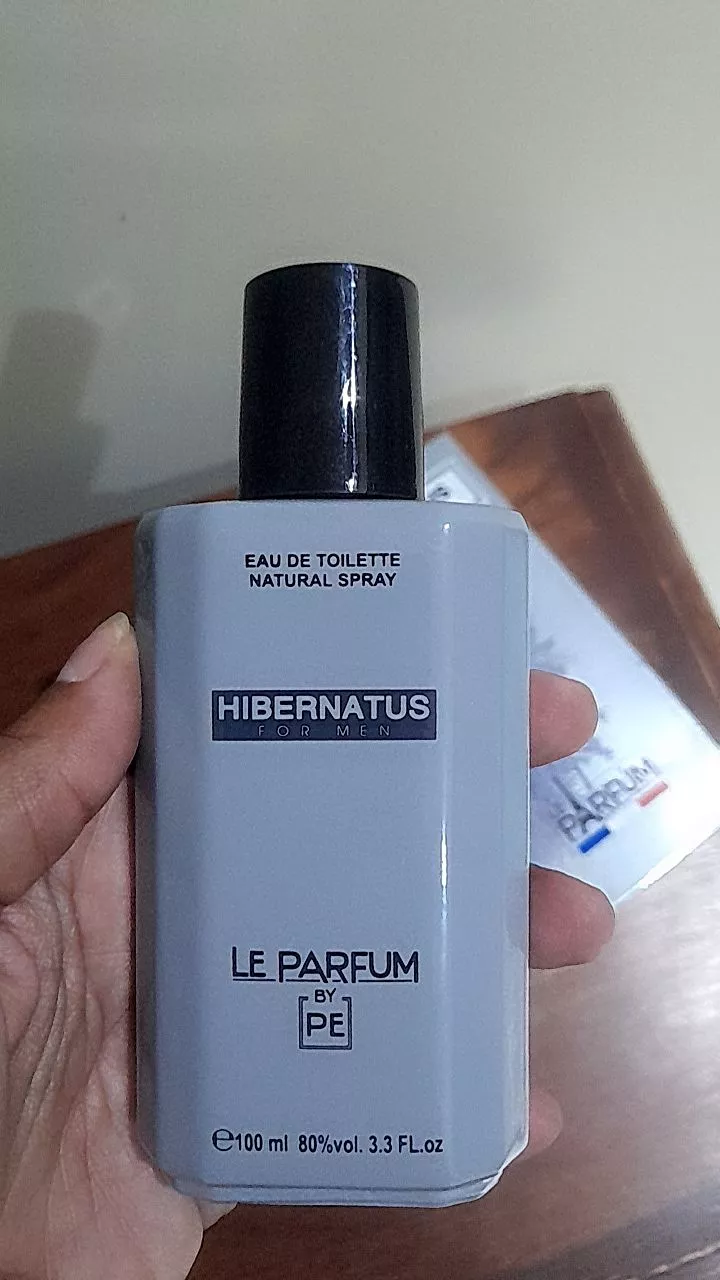 EAU DE TOILETTE
NATURAL SPRAY
HIBERNATUS
FOR MEN
LE PARFUM
BY
PE
℮100 ml 80%vol. 3.3 FL.oz
PARFUM